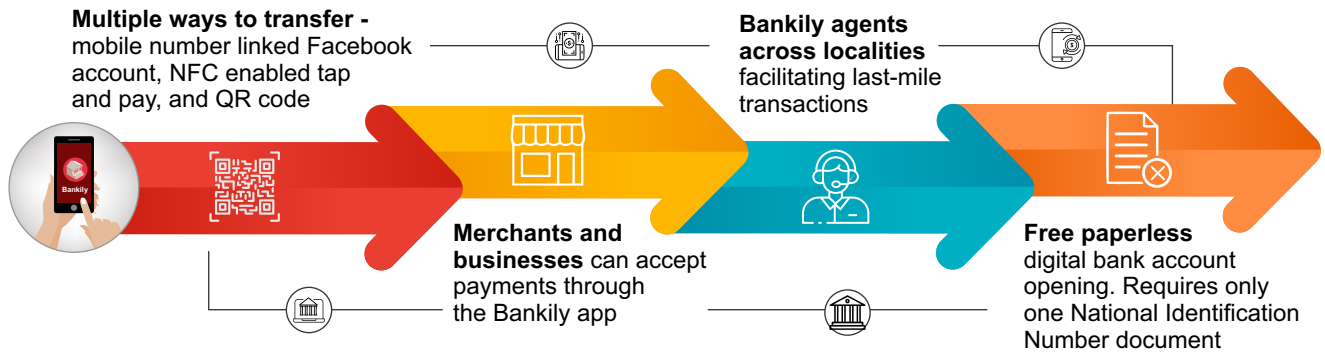 Multiple ways to transfer -
mobile number linked Facebook
account, NFC enabled tap
and pay, and QR code
Bankily
Merchants and
businesses can accept
payments through
the Bankily app
Bankily agents
across localities
facilitating last-mile
transactions
Free paperless
digital bank account
opening. Requires only
one National Identification
Number document